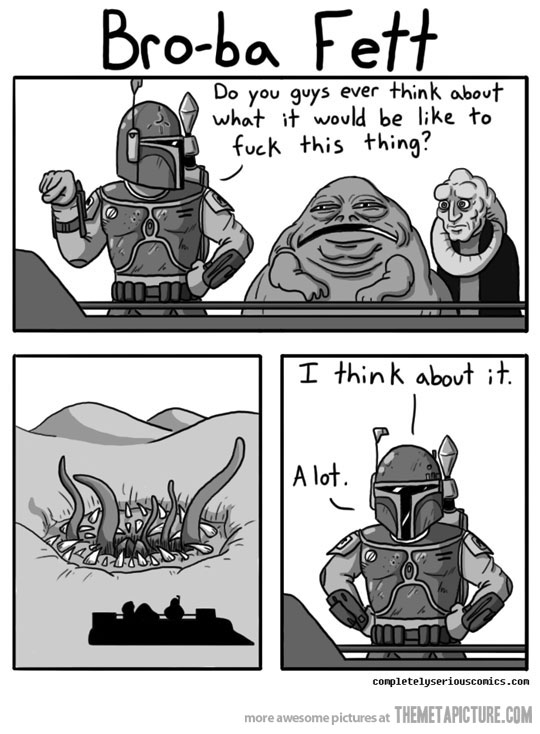 Bro-ba Fett
Do you guys ever think about
what it would be like to
fuck this thing?
I think about it.
A lot.
completelyseriouscomics.com
more awesome pictures at THEMETAPICTURE.COM